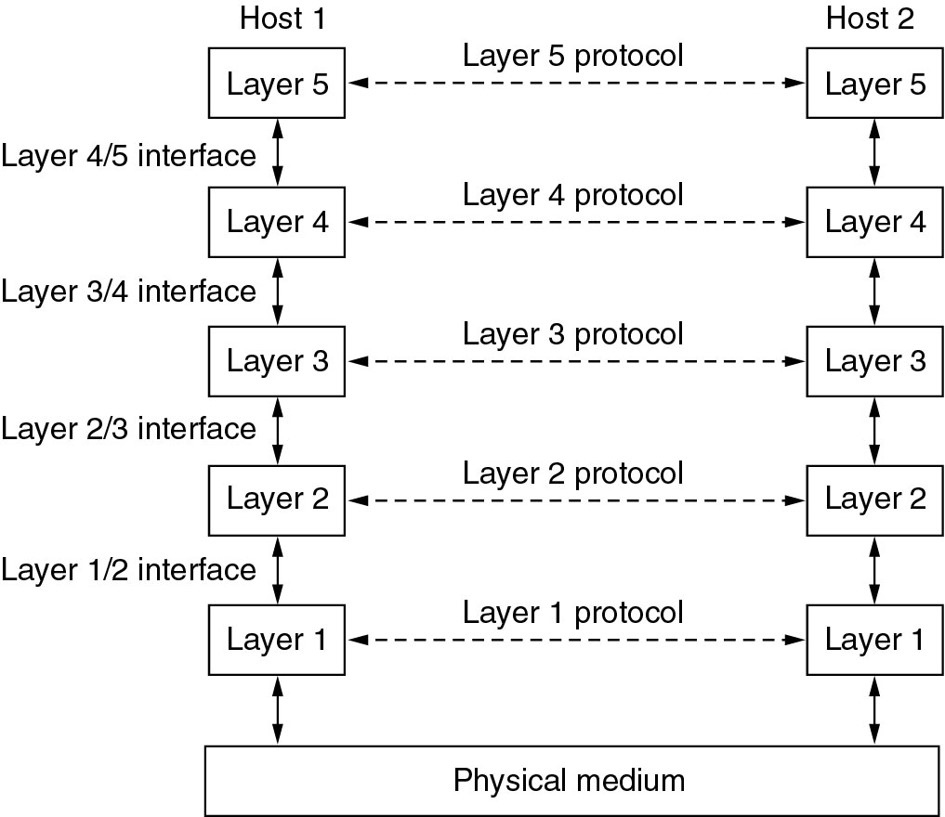 Host 1
Host 2
Layer 5 protocol
Layer 5
Layer 5
Layer 4/5 interface
Layer 4 protocol
Layer 4
Layer 4
Layer 3/4 interface
Layer 3 protocol
Layer 3
Layer 3
Layer 2/3 interface
Layer 2 protocol
Layer 2
Layer 2
Layer 1/2 interface
Layer 1 protocol
Layer 1
Layer 1
Physical medium